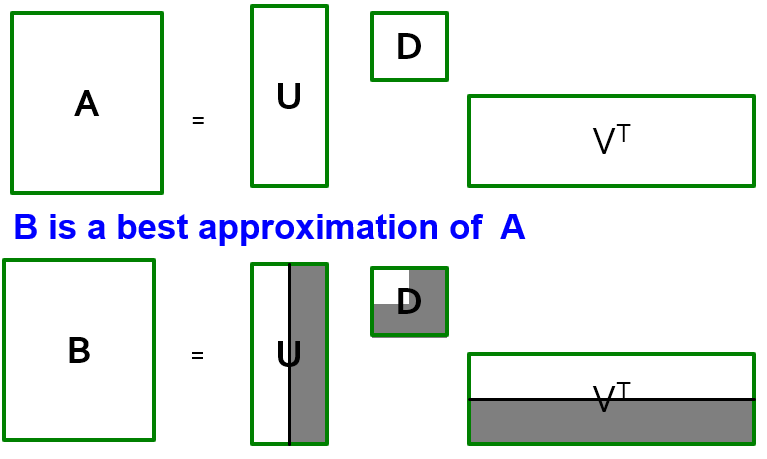 A = U D V^T
B is a best approximation of A
B = U D V^T